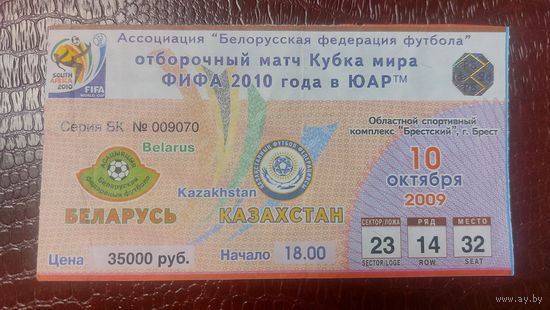 Ассоциация "Белорусская федерация футбола"
отборочный матч Кубка мира
ФИФА 2010 года в ЮАР™
SOUTH AFRICA
2010
FIFA
WORLD CUP
Серия БК № 009070
Областной спортивный
комплекс "Брестский", г. Брест
Belarus
Kazakhstan
10
октября
2009
БЕЛАРУСЬ
КАЗАХСТАН
СЕКТОР/ЛОЖА РЯД МЕСТО
23 14 32
SECTOR/LOGE ROW SEAT
Цена 35000 руб. Начало 18.00
ay.by